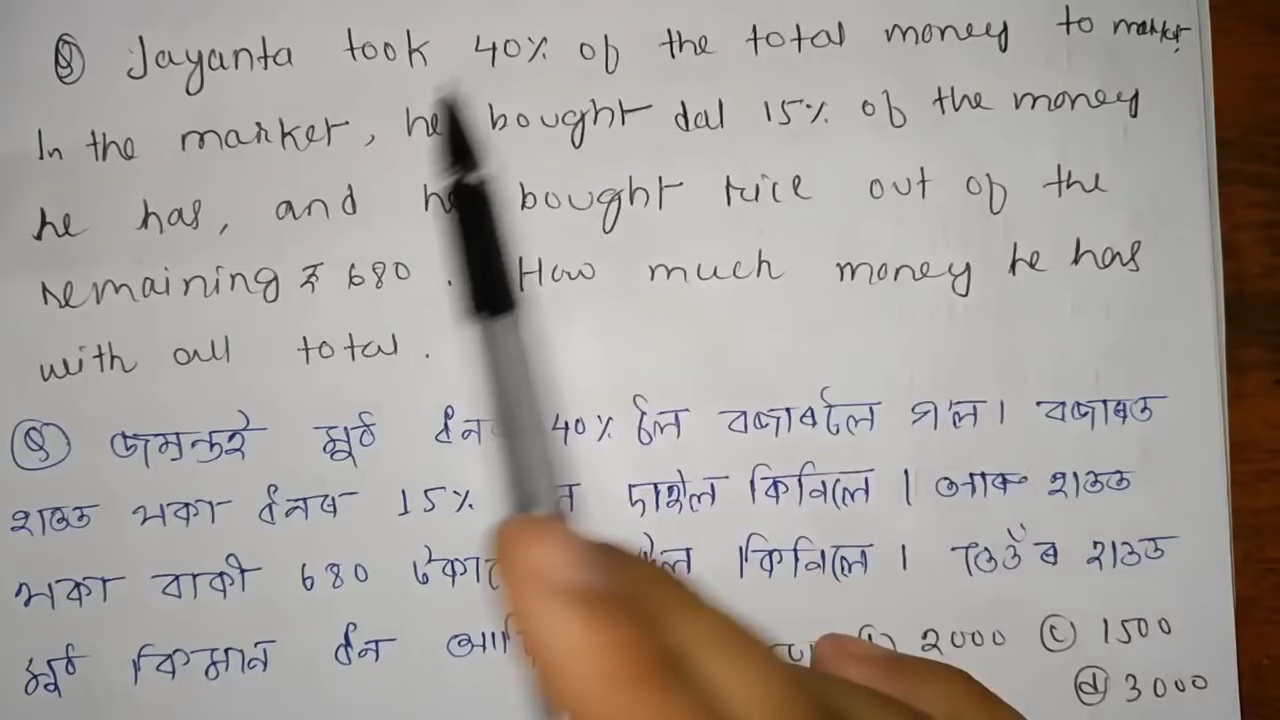 Q Jayanta took 40% of the total money to market.
In the market, he bought dal 15% of the money
he has, and he bought rice out of the
remaining ₹ 680. How much money he has
with all total.
Q জয়ন্তই মুঠ ধনৰ 40% লৈ বজাৰলৈ গ'ল। বজাৰত
হাতত থকা ধনৰ 15% দাইল কিনিলে। আৰু হাতত
থকা বাকী 680 কিনিলে। তেওঁৰ হাতত
মুঠ কিমান ধন 2000 c 1500
d 3000